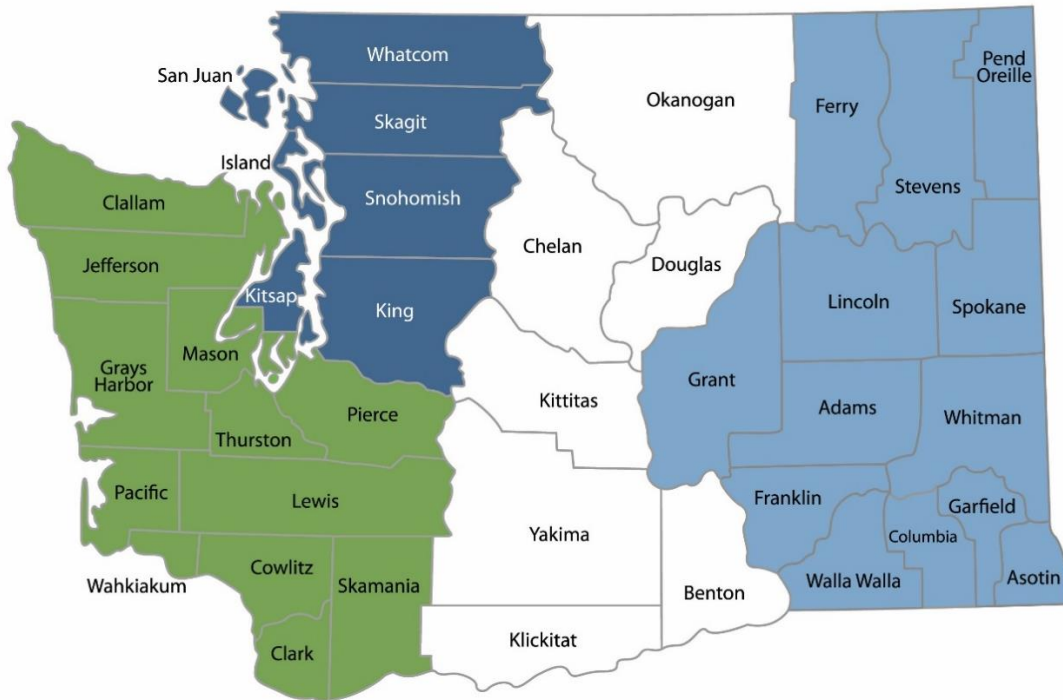 Whatcom
San Juan
Pend
Oreille
Okanogan
Ferry
Skagit
Island
Stevens
Snohomish
Clallam
Chelan
Jefferson
Douglas
Kitsap
King
Lincoln
Spokane
Mason
Grays
Harbor
Grant
Kittitas
Adams
Pierce
Whitman
Thurston
Pacific
Lewis
Franklin
Garfield
Yakima
Columbia
Cowlitz
Skamania
Wahkiakum
Walla Walla
Asotin
Benton
Klickitat
Clark